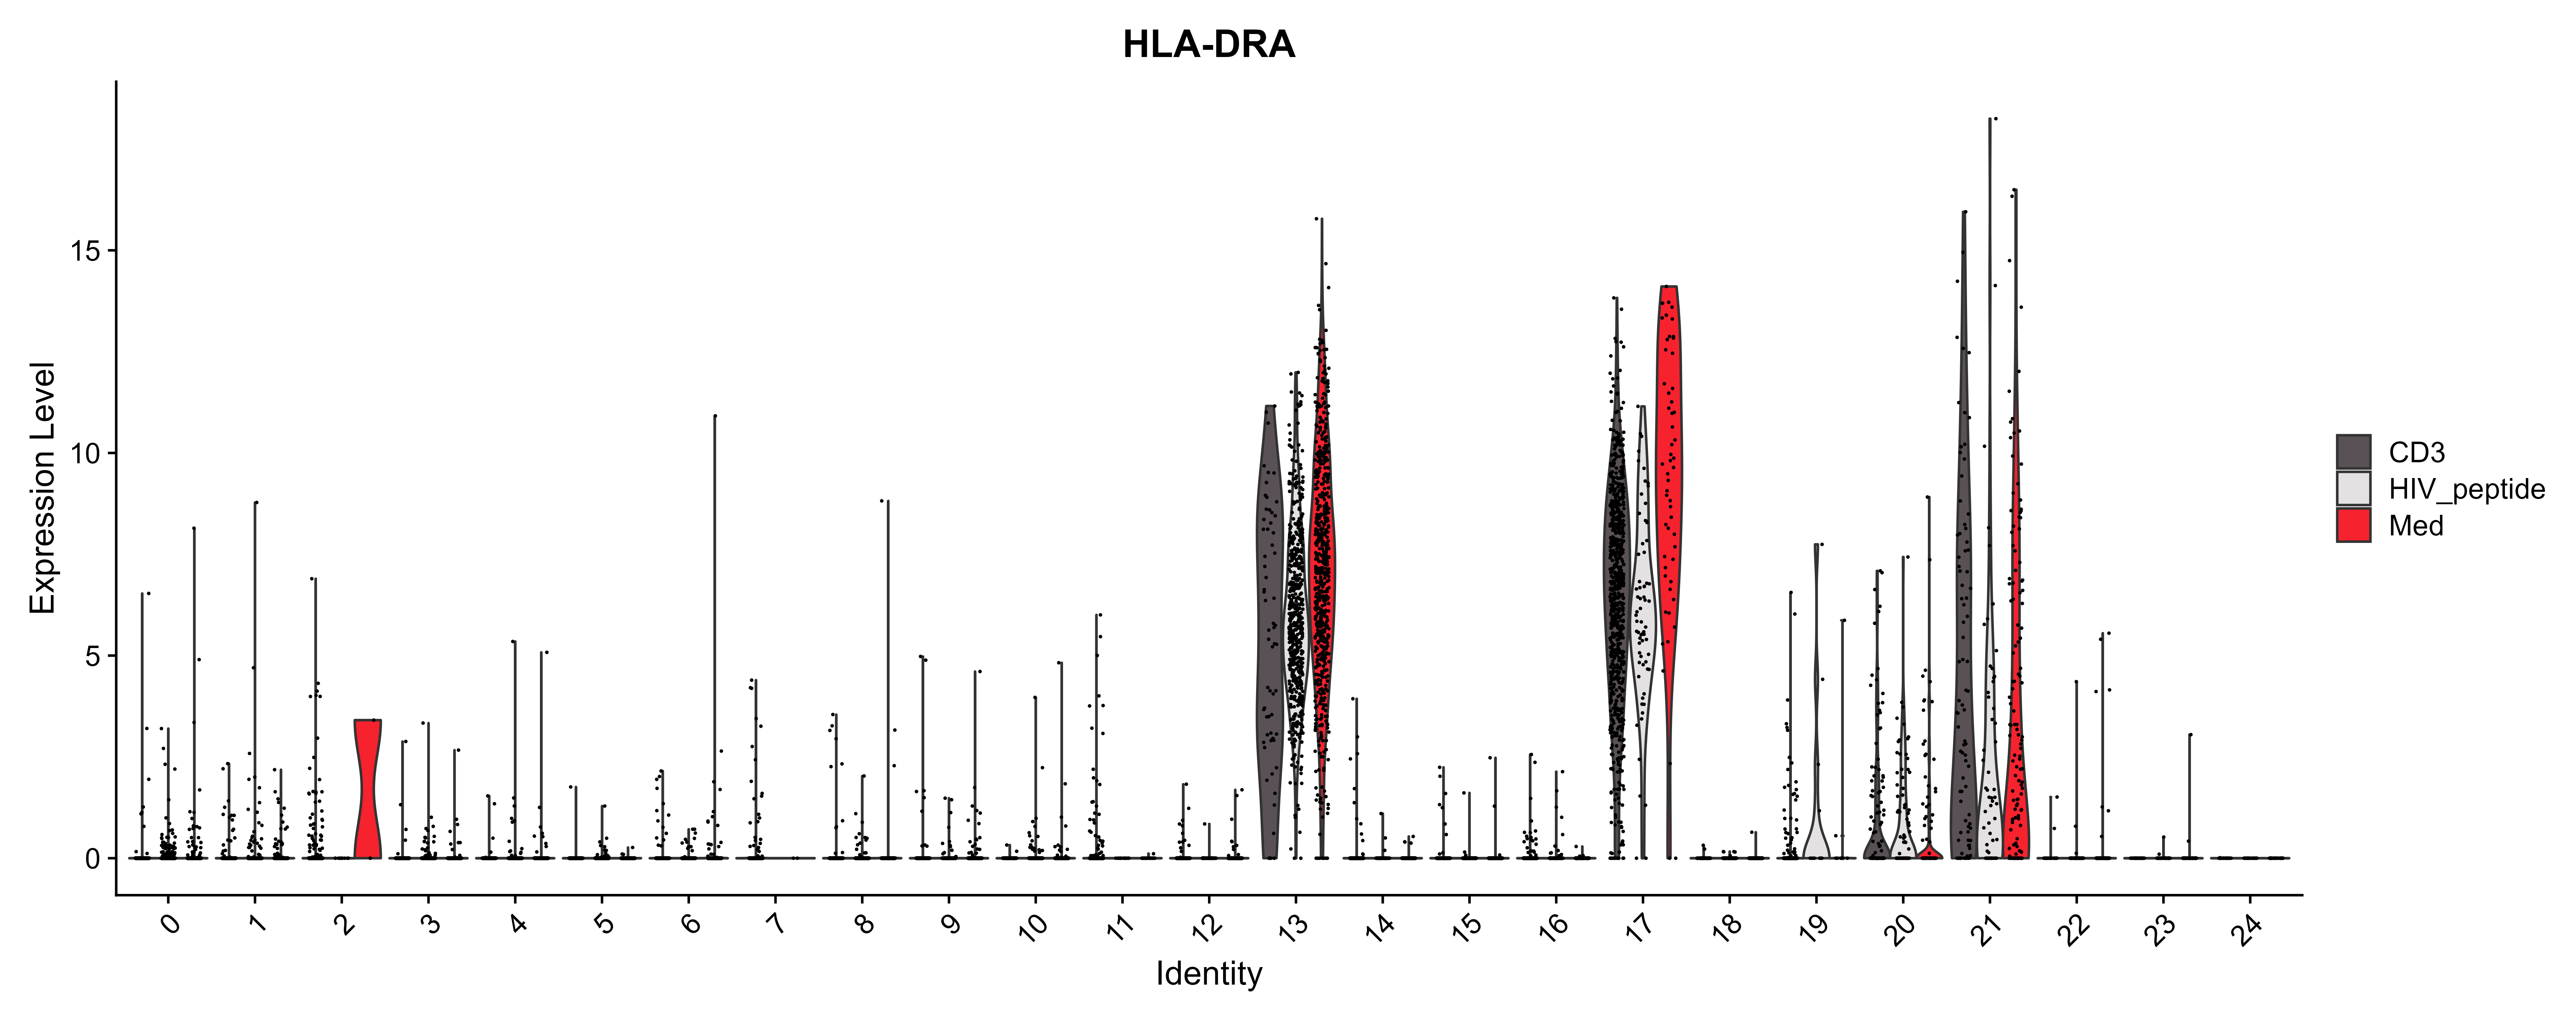 HLA-DRA
Expression Level
15
10
5
0
0 1 2 3 4 5 6 7 8 9 10 11 12 13 14 15 16 17 18 19 20 21 22 23 24
Identity
CD3
HIV_peptide
Med